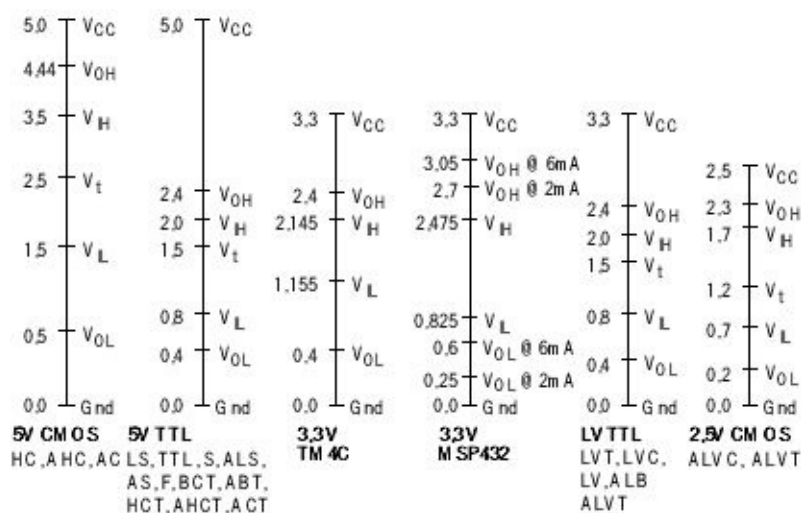 5,0 VCC
4.44 VOH
3,5 VIH
2,5 Vt
1,5 VIL
0,5 VOL
0,0 Gnd
5V CMOS
HC,AHC,AC
5,0 VCC
2,4 VOH
2,0 VIH
1,5 Vt
0,8 VIL
0,4 VOL
0,0 Gnd
5V TTL
LS,TTL,S,ALS,
AS,F,BCT,ABT,
HCT,AHCT,ACT
3,3 VCC
2,4 VOH
2,145 VIH
1,155 VIL
0,4 VOL
0,0 Gnd
3,3V
TM4C
3,3 VCC
3,05 VOH @ 6mA
2,7 VOH @ 2mA
2,475 VIH
0,825 VIL
0,6 VOL @ 6mA
0,25 VOL @ 2mA
0,0 Gnd
3,3V
MSP432
3,3 VCC
2,4 VOH
2,0 VIH
1,5 Vt
0,8 VIL
0,4 VOL
0,0 Gnd
LVTTL
LVT,LVC,
LV,ALB
ALVT
2,5 VCC
2,3 VOH
1,7 VIH
1,2 Vt
0,7 VIL
0,2 VOL
0,0 Gnd
2,5V CMOS
ALVC, ALVT